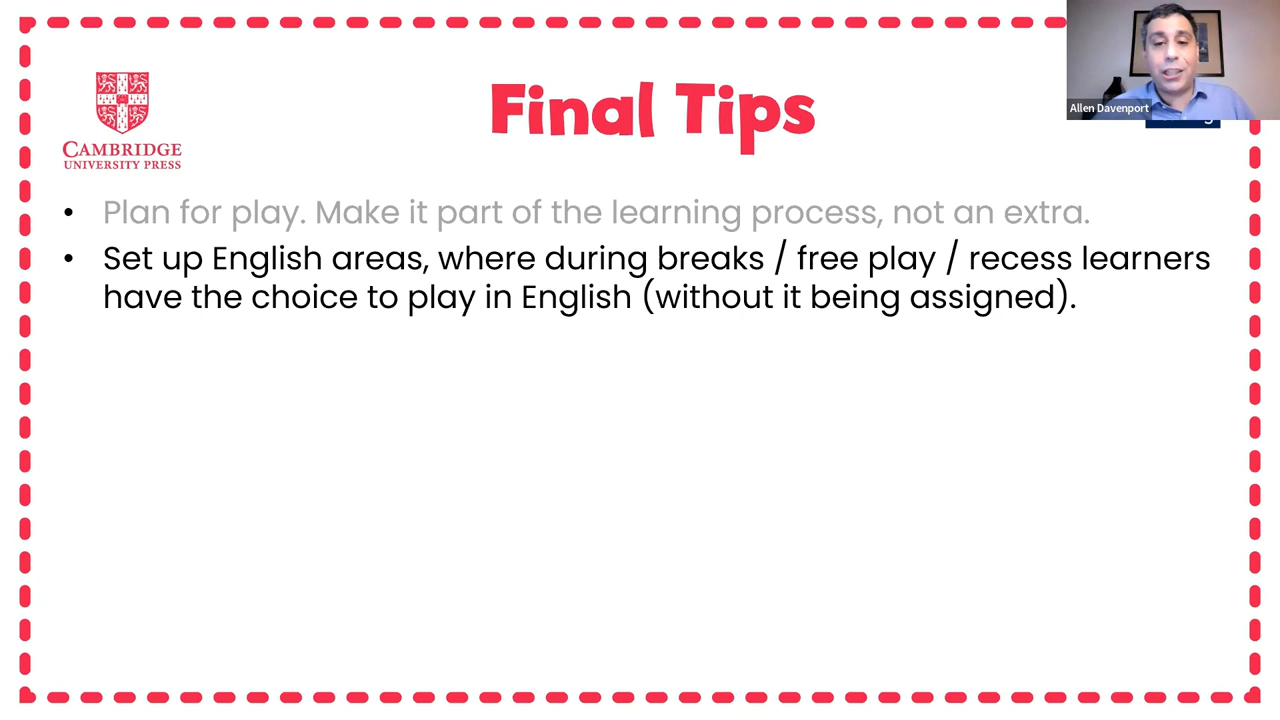 Final Tips
Allen Davenport
CAMBRIDGE
UNIVERSITY PRESS
• Plan for play. Make it part of the learning process, not an extra.
• Set up English areas, where during breaks / free play / recess learners
have the choice to play in English (without it being assigned).